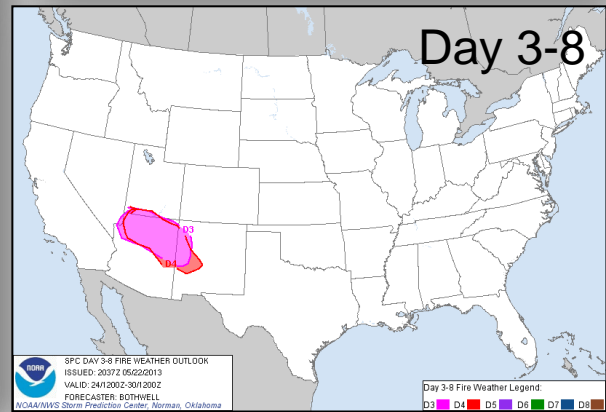 Day 3-8
D3
D4
NOAA
SPC DAY 3-8 FIRE WEATHER OUTLOOK
ISSUED: 2037Z 05/22/2013
VALID: 24/1200Z-30/1200Z
FORECASTER: BOTHWELL
NOAA/NWS Storm Prediction Center, Norman, Oklahoma
Day 3-8 Fire Weather Legend:
D3 D4 D5 D6 D7 D8